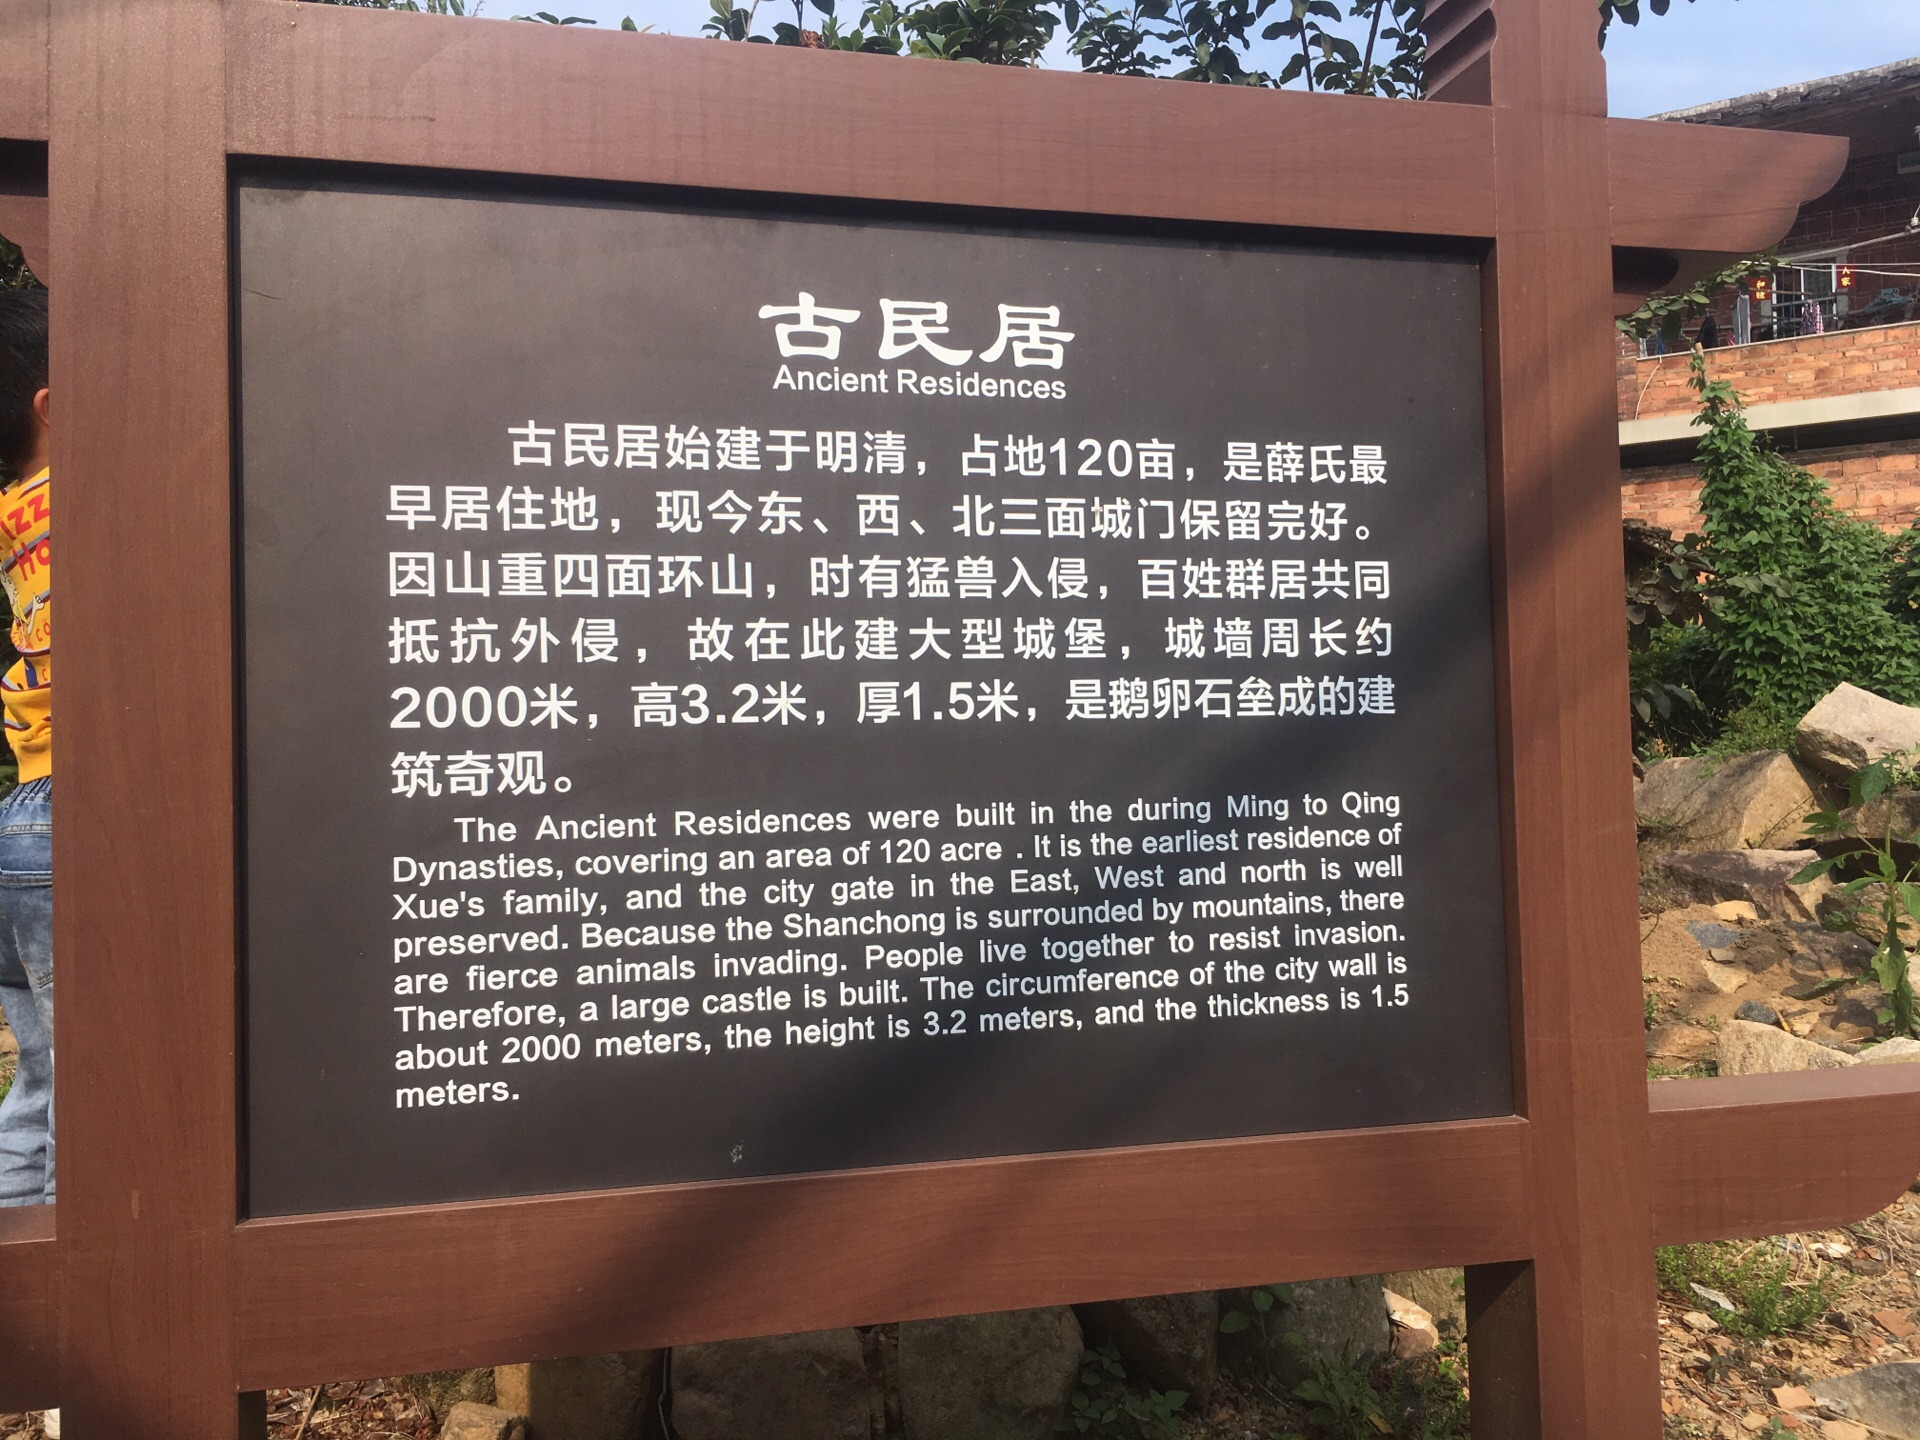 古民居
Ancient Residences
古民居始建于明清，占地120亩，是薛氏最
早居住地，现今东、西、北三面城门保留完好。
因山重四面环山，时有猛兽入侵，百姓群居共同
抵抗外侵，故在此建大型城堡，城墙周长约
2000米，高3.2米，厚1.5米，是鹅卵石垒成的建
筑奇观。
The Ancient Residences were built in the during Ming to Qing
Dynasties, covering an area of 120 acre . It is the earliest residence of
Xue's family, and the city gate in the East, West and north is well
preserved. Because the Shanchong is surrounded by mountains, there
are fierce animals invading. People live together to resist invasion.
Therefore, a large castle is built. The circumference of the city wall is
about 2000 meters, the height is 3.2 meters, and the thickness is 1.5
meters.